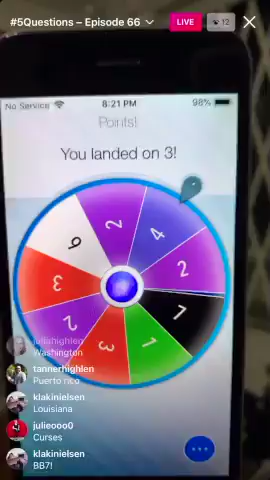 #5Questions – Episode 66
LIVE
12
No Service
8:21 PM
98%
Points!
You landed on 3!
2
4
6
2
3
1
2
1
3
juliahighlen
Washington
tannerhighlen
Puerto rico
klakinielsen
Louisiana
julieooo0
Curses
klakinielsen
BB7!